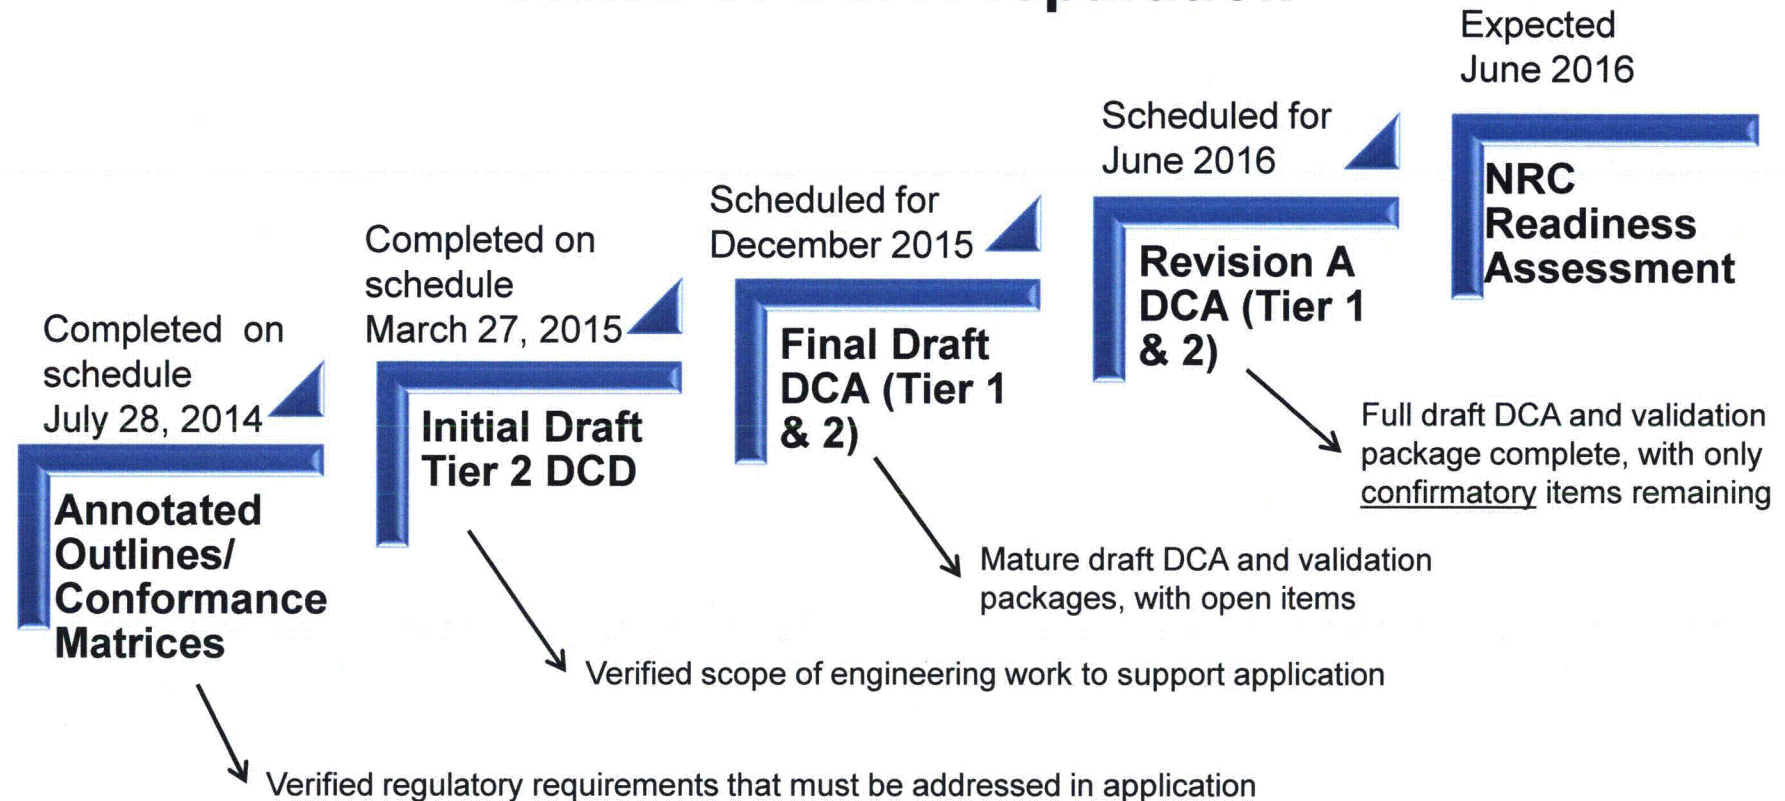 Expected
June 2016
NRC
Readiness
Assessment
Scheduled for
June 2016
Revision A
DCA (Tier 1
& 2)
Full draft DCA and validation
package complete, with only
confirmatory items remaining
Scheduled for
December 2015
Final Draft
DCA (Tier 1
& 2)
Mature draft DCA and validation
packages, with open items
Completed on
schedule
March 27, 2015
Initial Draft
Tier 2 DCD
Verified scope of engineering work to support application
Completed on
schedule
July 28, 2014
Annotated
Outlines/
Conformance
Matrices
Verified regulatory requirements that must be addressed in application